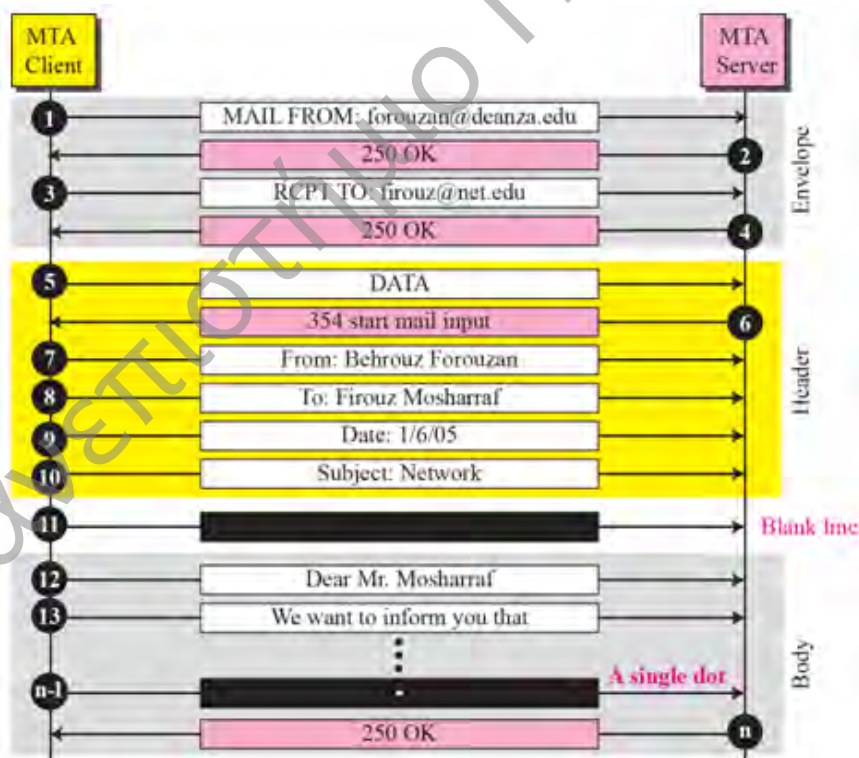 MTA
Client
MTA
Server
1
MAIL FROM: forouzan@deanza.edu
250 OK
2
3
RCPT TO: firouz@net.edu
250 OK
4
Envelope
5
DATA
354 start mail input
6
7
From: Behrouz Forouzan
8
To: Firouz Mosharraf
9
Date: 1/6/05
10
Subject: Network
Header
11
Blank line
12
Dear Mr. Mosharraf
13
We want to inform you that
n-1
.
A single dot
250 OK
n
Body